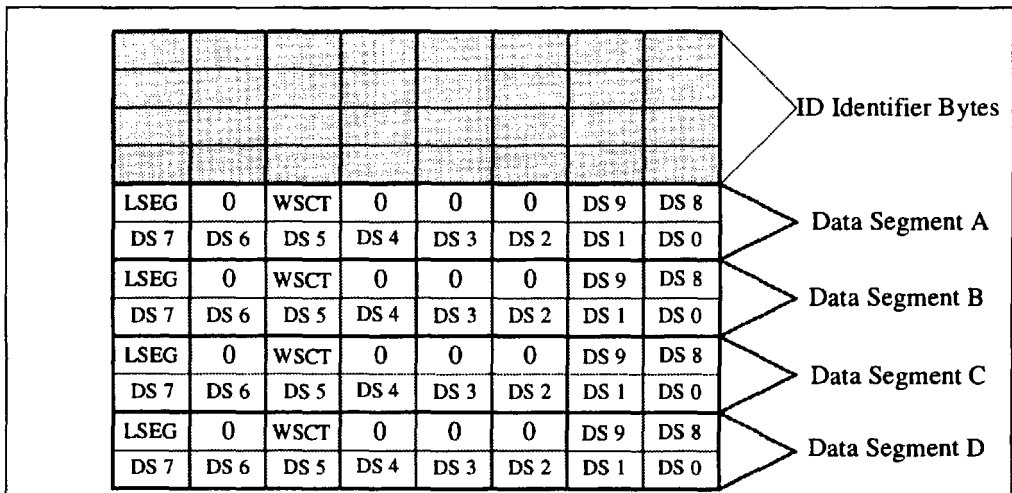 ID Identifier Bytes
LSEG 0 WSCT 0 0 0 DS 9 DS 8
Data Segment A
DS 7 DS 6 DS 5 DS 4 DS 3 DS 2 DS 1 DS 0
LSEG 0 WSCT 0 0 0 DS 9 DS 8
Data Segment B
DS 7 DS 6 DS 5 DS 4 DS 3 DS 2 DS 1 DS 0
LSEG 0 WSCT 0 0 0 DS 9 DS 8
Data Segment C
DS 7 DS 6 DS 5 DS 4 DS 3 DS 2 DS 1 DS 0
LSEG 0 WSCT 0 0 0 DS 9 DS 8
Data Segment D
DS 7 DS 6 DS 5 DS 4 DS 3 DS 2 DS 1 DS 0